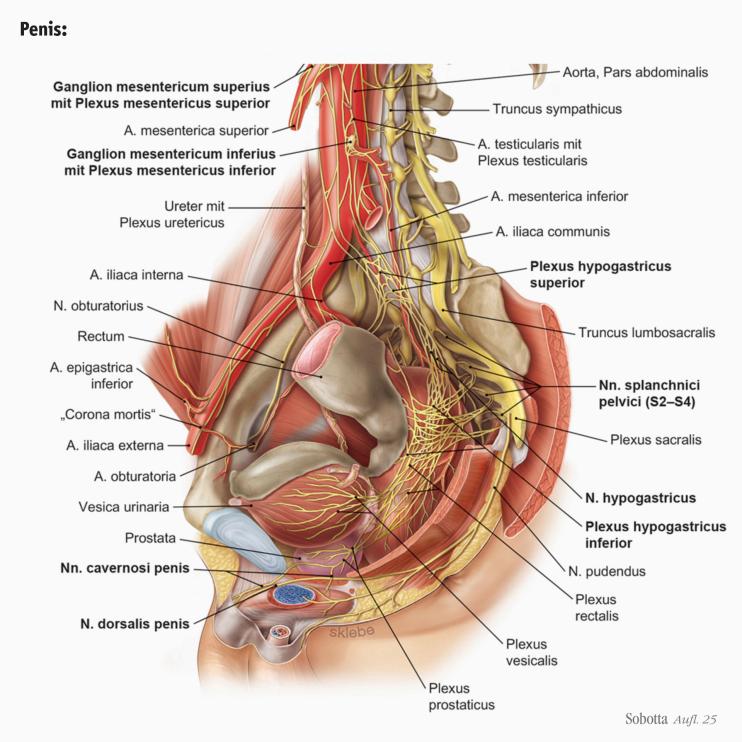 Penis:
Ganglion mesentericum superius
mit Plexus mesentericus superior
A. mesenterica superior
Ganglion mesentericum inferius
mit Plexus mesentericus inferior
Ureter mit
Plexus uretericus
A. iliaca interna
N. obturatorius
Rectum
A. epigastrica
inferior
„Corona mortis“
A. iliaca externa
A. obturatoria
Vesica urinaria
Prostata
Nn. cavernosi penis
N. dorsalis penis
Aorta, Pars abdominalis
Truncus sympathicus
A. testicularis mit
Plexus testicularis
A. mesenterica inferior
A. iliaca communis
Plexus hypogastricus
superior
Truncus lumbosacralis
Nn. splanchnici
pelvici (S2–S4)
Plexus sacralis
N. hypogastricus
Plexus hypogastricus
inferior
N. pudendus
Plexus
rectalis
Plexus
vesicalis
Plexus
prostaticus
sklebe
Sobotta Aufl. 25